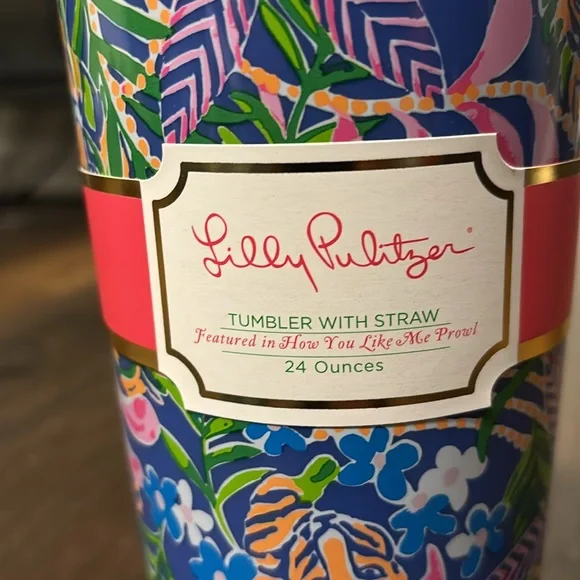 Lilly Pulitzer®
TUMBLER WITH STRAW
Featured in How You Like Me Prowl
24 Ounces